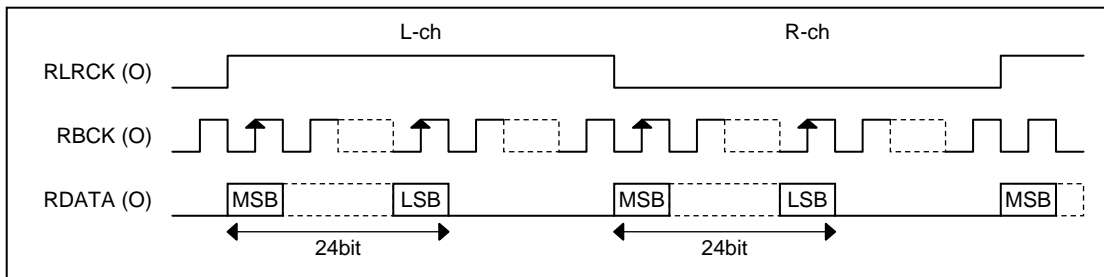 L-ch R-ch
RLRCK (O)
RBCK (O)
RDATA (O) MSB LSB MSB LSB MSB
24bit 24bit